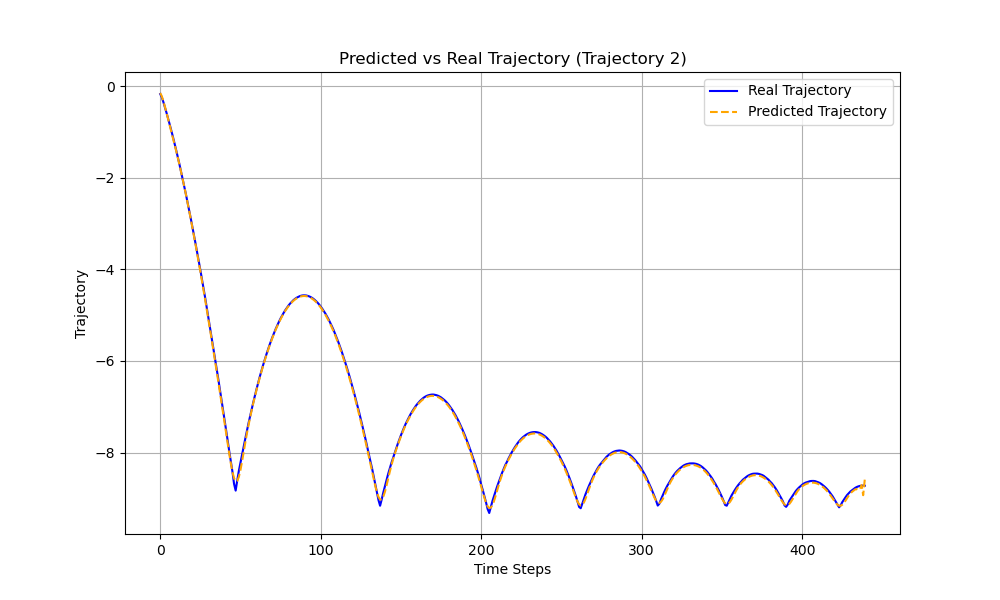 Predicted vs Real Trajectory (Trajectory 2)
Real Trajectory
Predicted Trajectory
Trajectory
0
−2
−4
−6
−8
0 100 200 300 400
Time Steps